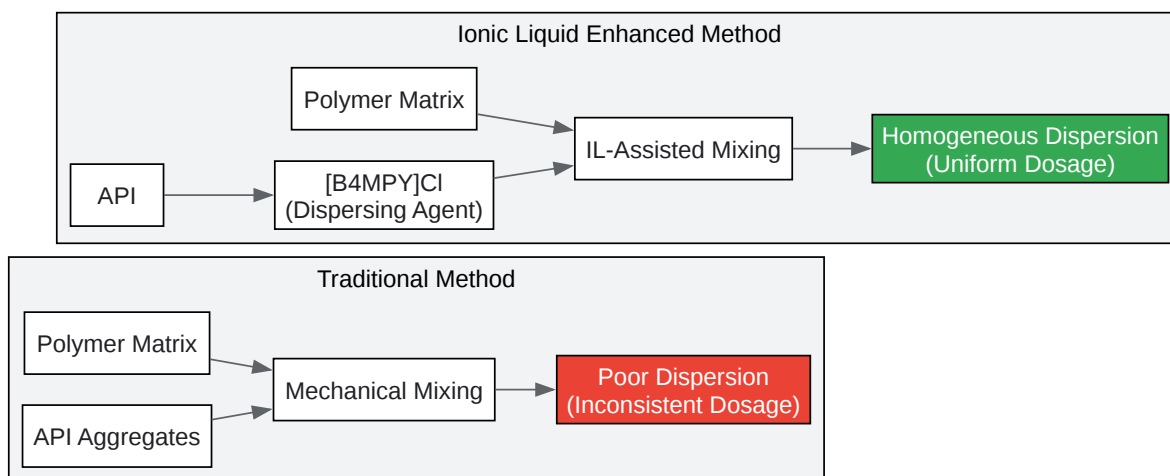 Ionic Liquid Enhanced Method
Polymer Matrix
API
[B4MPY]Cl
(Dispersing Agent)
IL-Assisted Mixing
Homogeneous Dispersion
(Uniform Dosage)
Traditional Method
Polymer Matrix
API Aggregates
Mechanical Mixing
Poor Dispersion
(Inconsistent Dosage)